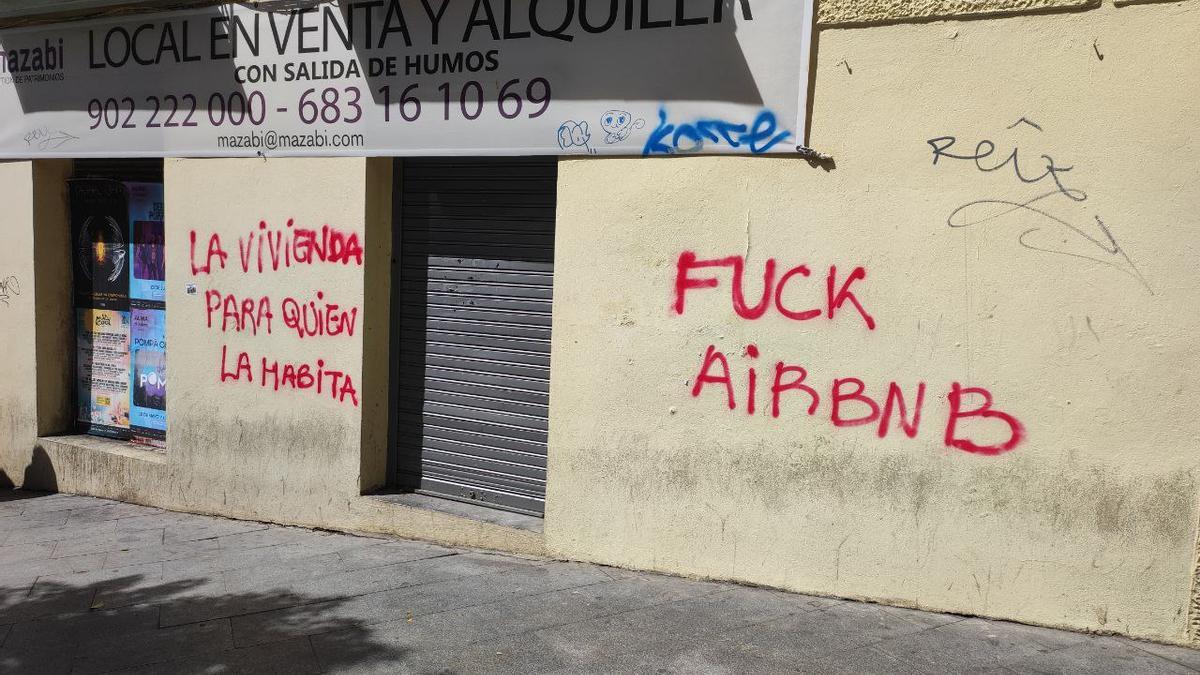 mazabi
LOCAL EN VENTA Y ALQUILER
CON SALIDA DE HUMOS
902 222 000 - 683 16 10 69
mazabi@mazabi.com
LA ViViENDA
PARA QUiEN
LA HABiTA
FUCK
AiRBNB